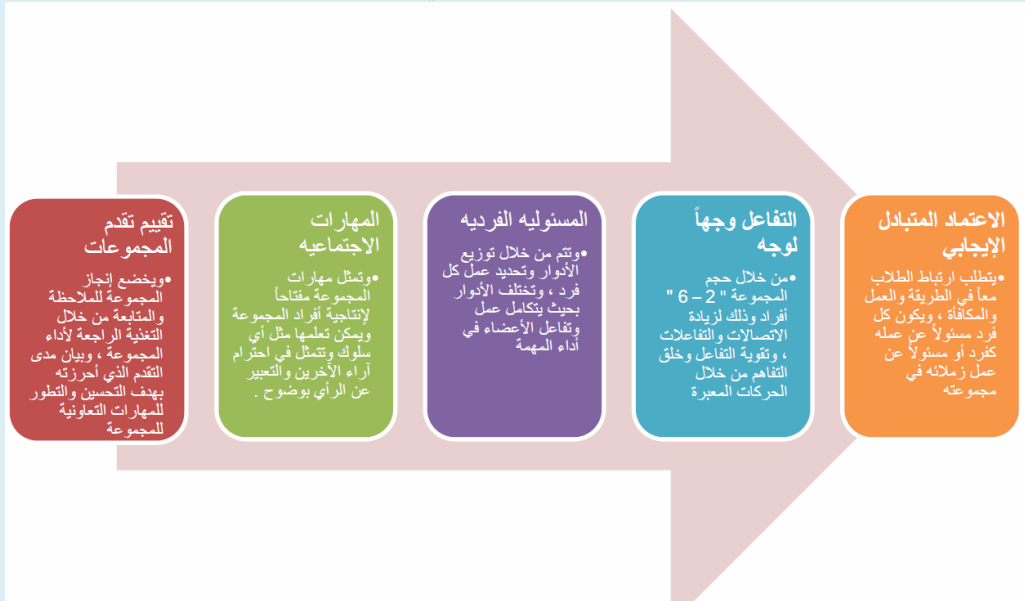 الاعتماد المتبادل
الإيجابي
•يتطلب ارتباط الطلاب
معاً في الطريقة والعمل
والمكافأة ، ويكون كل
فرد مسئولاً عن عمله
كفرد أو مسئولاً عن
عمل زملائه في
مجموعته
التفاعل وجهاً
لوجه
•من خلال حجم
المجموعة " 2 – 6 "
أفراد وذلك لزيادة
الاتصالات والتفاعلات
، وتقوية التفاعل وخلق
التفاهم من خلال
الحركات المعبرة
المسئوليه الفرديه
•وتتم من خلال توزيع
الأدوار وتحديد عمل كل
فرد ، وتختلف الأدوار
بحيث يتكامل عمل
وتفاعل الأعضاء في
أداء المهمة
المهارات
الاجتماعيه
•وتمثل مهارات
المجموعة مفتاحاً
لإنتاجية أفراد المجموعة
ويمكن تعلمها مثل أي
سلوك وتتمثل في احترام
آراء الآخرين والتعبير
عن الرأي بوضوح .
تقييم تقدم
المجموعات
•ويخضع إنجاز
المجموعة للملاحظة
والمتابعة من خلال
التغذية الراجعة لأداء
المجموعة ، وبيان مدى
التقدم الذي أحرزته
بهدف التحسين والتطور
للمهارات التعاونية
للمجموعة